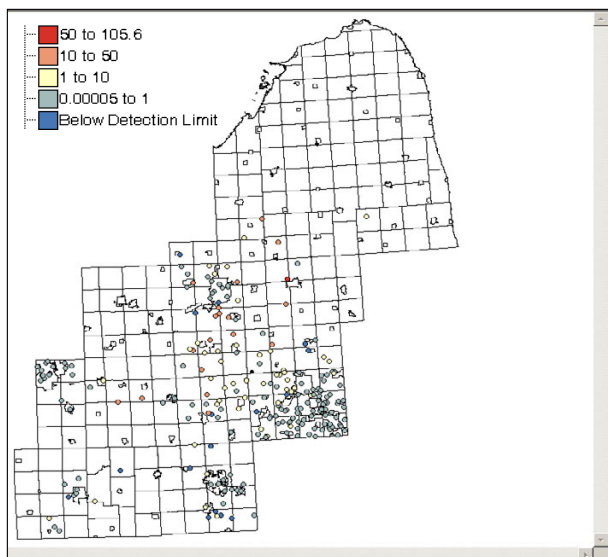 50 to 105.6
10 to 50
1 to 10
0.00005 to 1
Below Detection Limit